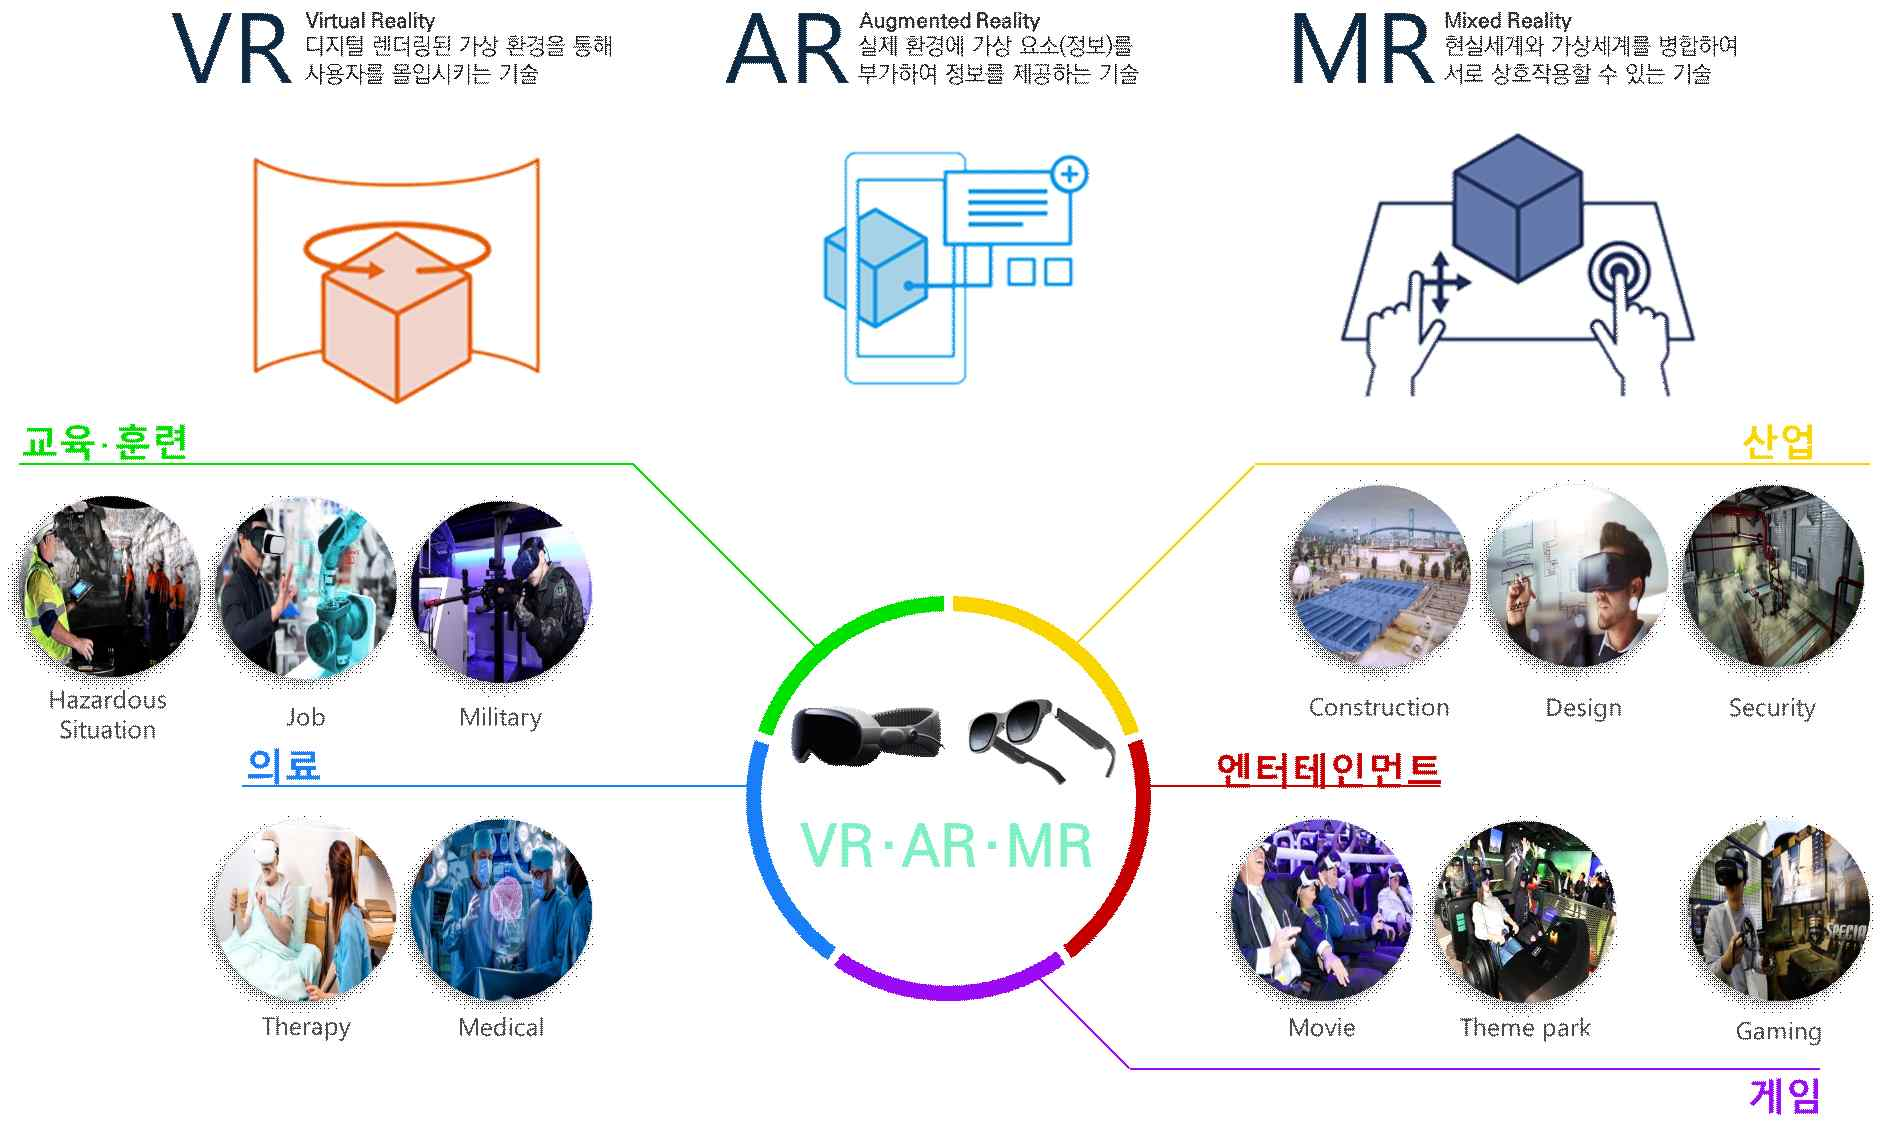 VR
Virtual Reality
디지털 렌더링된 가상 환경을 통해
사용자를 몰입시키는 기술
AR
Augmented Reality
실제 환경에 가상 요소(정보)를
부가하여 정보를 제공하는 기술
MR
Mixed Reality
현실세계와 가상세계를 병합하여
서로 상호작용할 수 있는 기술
교육·훈련
산업
Hazardous
Situation
Job
Military
Construction
Design
Security
의료
엔터테인먼트
VR·AR·MR
SPECIAL
Therapy
Medical
Movie
Theme park
Gaming
게임